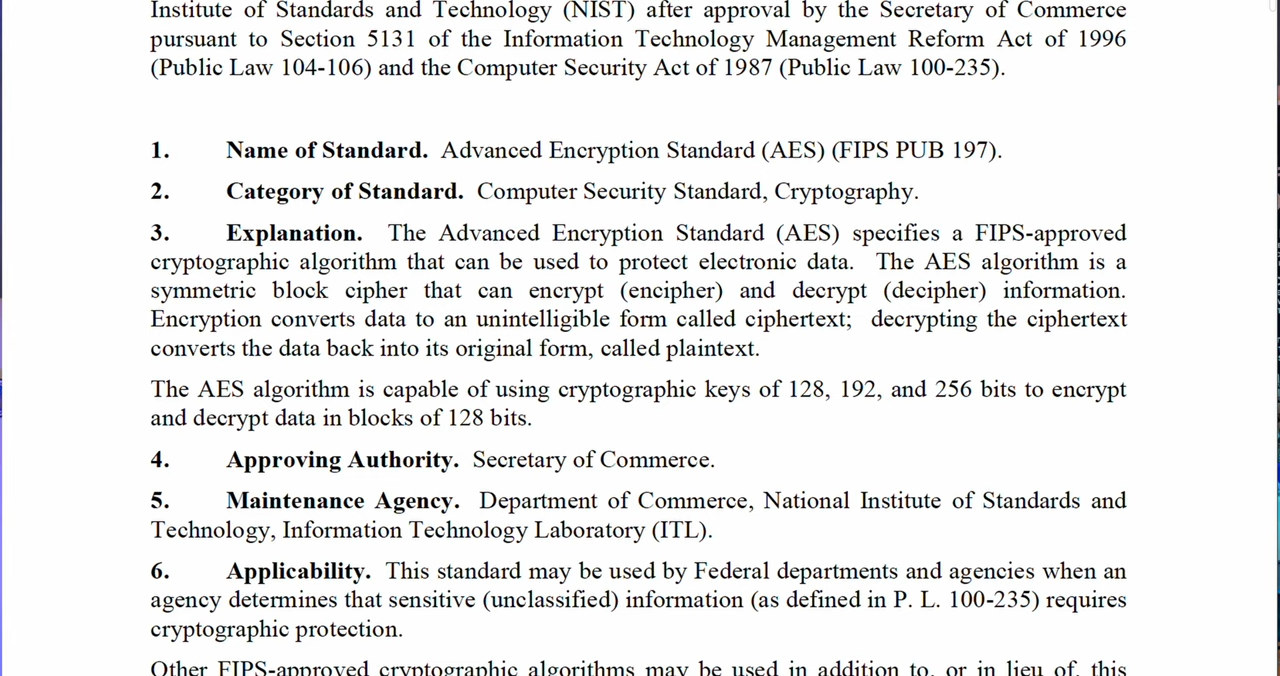 Institute of Standards and Technology (NIST) after approval by the Secretary of Commerce
pursuant to Section 5131 of the Information Technology Management Reform Act of 1996
(Public Law 104-106) and the Computer Security Act of 1987 (Public Law 100-235).
1. Name of Standard. Advanced Encryption Standard (AES) (FIPS PUB 197).
2. Category of Standard. Computer Security Standard, Cryptography.
3. Explanation. The Advanced Encryption Standard (AES) specifies a FIPS-approved
cryptographic algorithm that can be used to protect electronic data. The AES algorithm is a
symmetric block cipher that can encrypt (encipher) and decrypt (decipher) information.
Encryption converts data to an unintelligible form called ciphertext; decrypting the ciphertext
converts the data back into its original form, called plaintext.
The AES algorithm is capable of using cryptographic keys of 128, 192, and 256 bits to encrypt
and decrypt data in blocks of 128 bits.
4. Approving Authority. Secretary of Commerce.
5. Maintenance Agency. Department of Commerce, National Institute of Standards and
Technology, Information Technology Laboratory (ITL).
6. Applicability. This standard may be used by Federal departments and agencies when an
agency determines that sensitive (unclassified) information (as defined in P. L. 100-235) requires
cryptographic protection.
Other FIPS-approved cryptographic algorithms may be used in addition to, or in lieu of, this